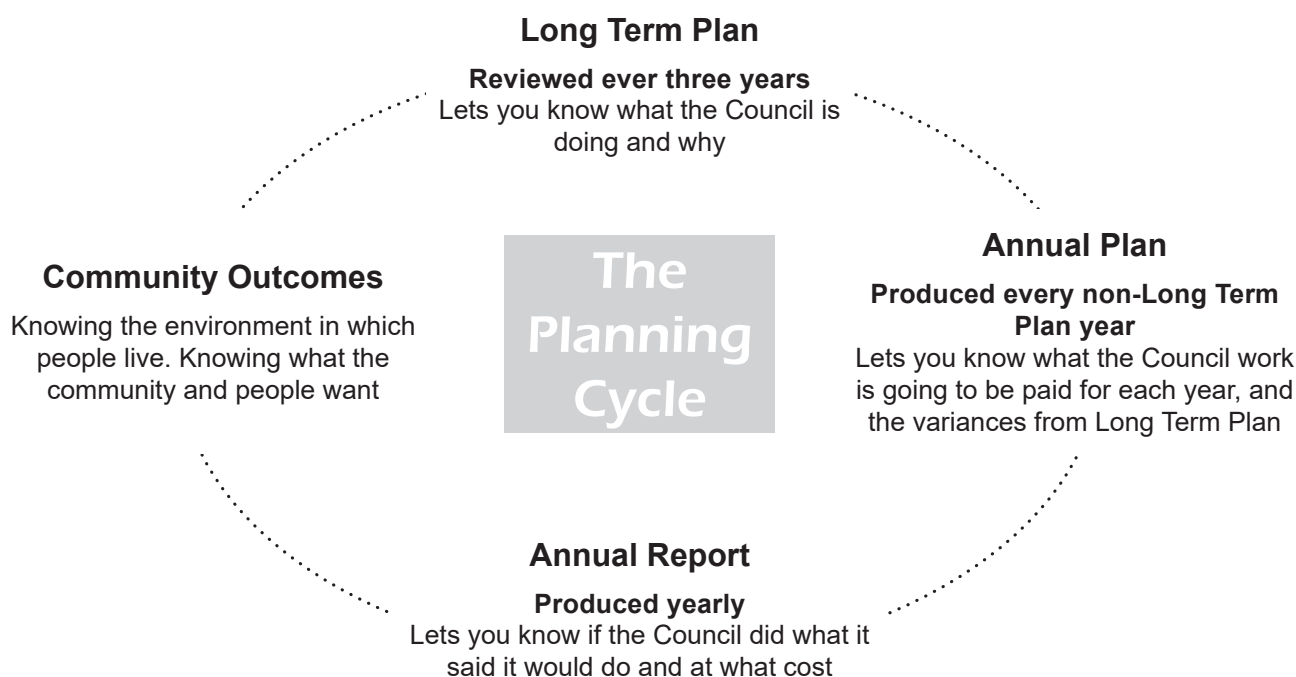 Long Term Plan
Reviewed ever three years
Lets you know what the Council is
doing and why
Community Outcomes
Knowing the environment in which
people live. Knowing what the
community and people want
The
Planning
Cycle
Annual Plan
Produced every non-Long Term
Plan year
Lets you know what the Council work
is going to be paid for each year, and
the variances from Long Term Plan
Annual Report
Produced yearly
Lets you know if the Council did what it
said it would do and at what cost